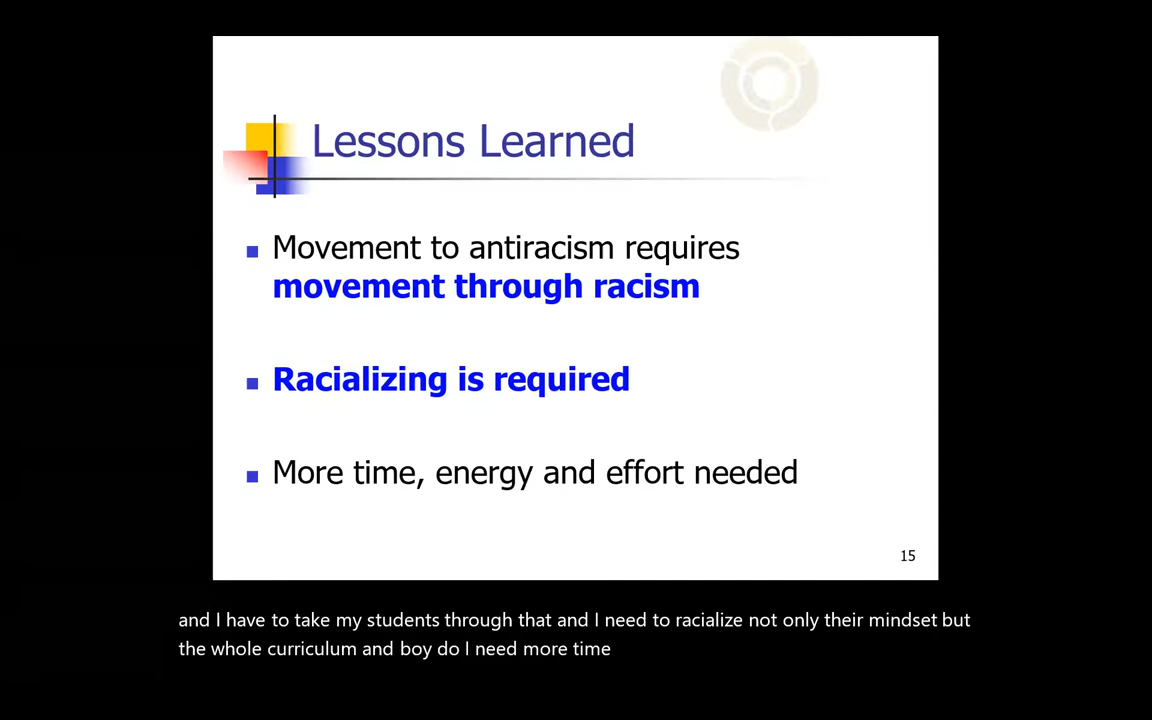 Lessons Learned
Movement to antiracism requires
movement through racism
Racializing is required
More time, energy and effort needed
15
and I have to take my students through that and I need to racialize not only their mindset but
the whole curriculum and boy do I need more time